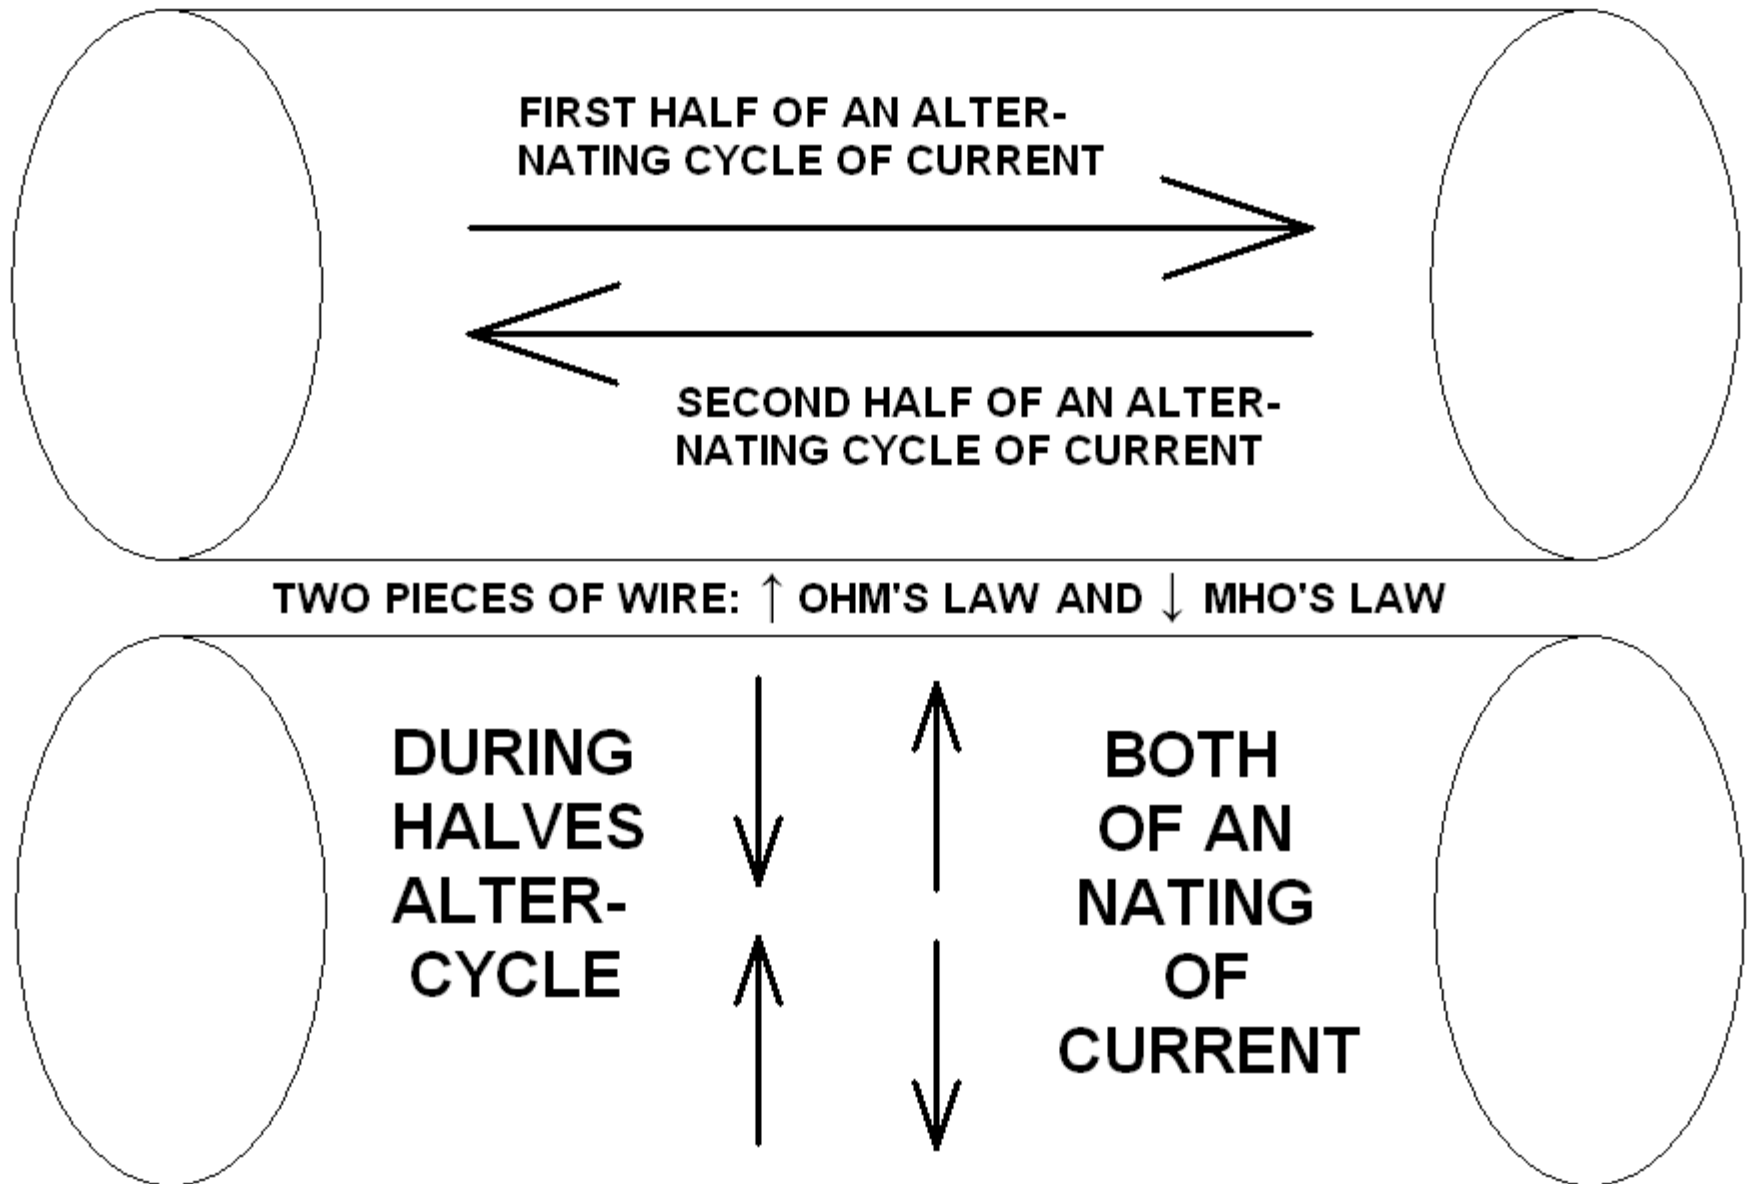 FIRST HALF OF AN ALTER-
NATING CYCLE OF CURRENT
SECOND HALF OF AN ALTER-
NATING CYCLE OF CURRENT
TWO PIECES OF WIRE: ↑ OHM'S LAW AND ↓ MHO'S LAW
DURING BOTH
HALVES OF AN
ALTER- NATING
CYCLE OF
CURRENT